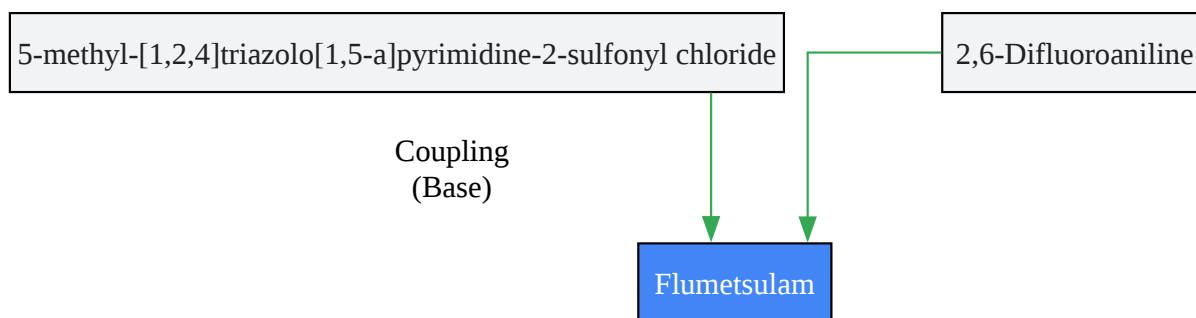 5-methyl-[1,2,4]triazolo[1,5-a]pyrimidine-2-sulfonyl chloride
2,6-Difluoroaniline
Coupling
(Base)
Flumetsulam